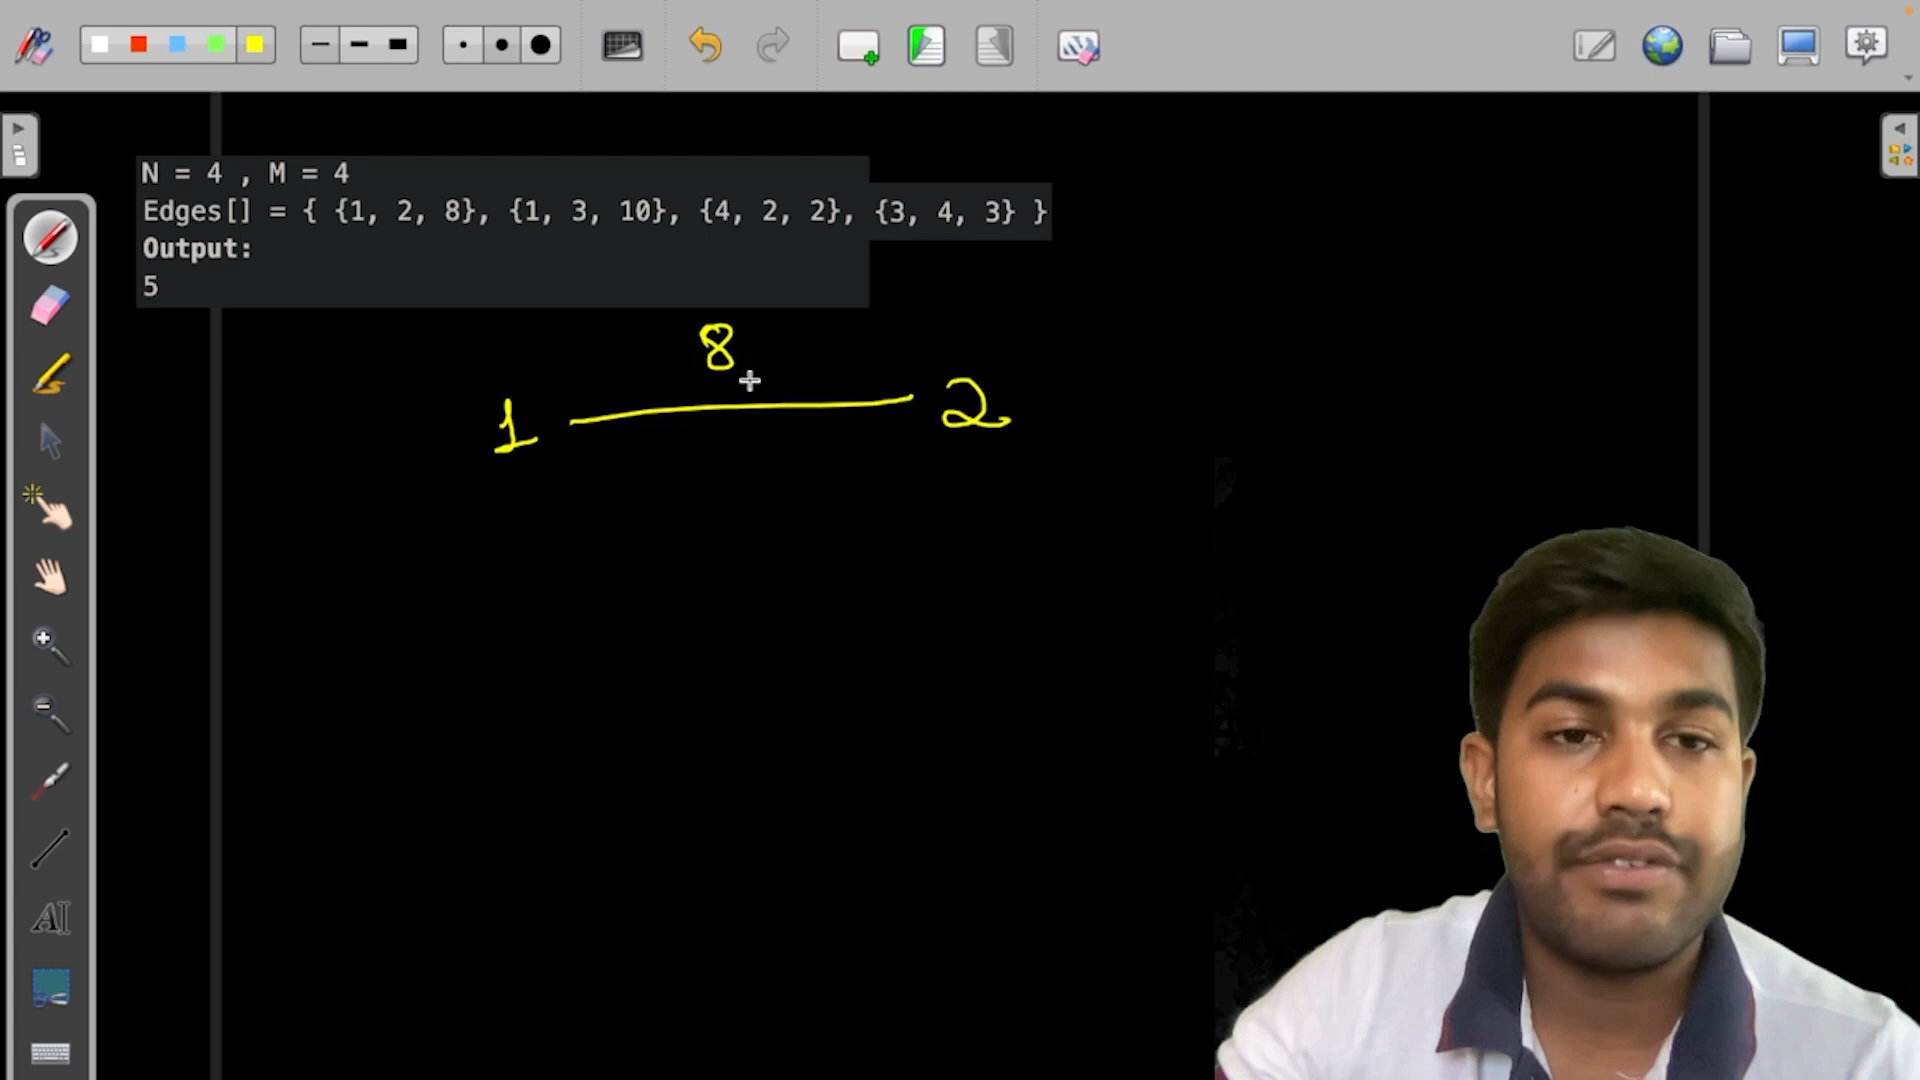 N = 4 , M = 4
Edges[] = { {1, 2, 8}, {1, 3, 10}, {4, 2, 2}, {3, 4, 3} }
Output:
5
8
1 2
AI